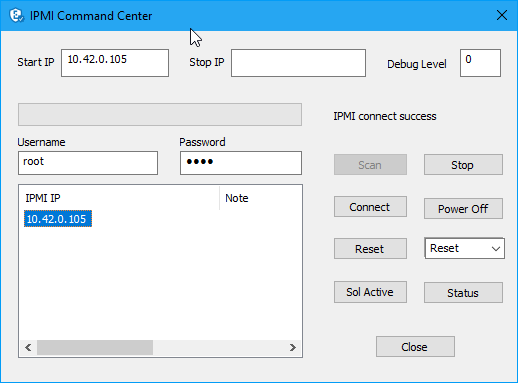 IPMI Command Center
Start IP 10.42.0.105 Stop IP Debug Level 0
IPMI connect success
Username Password
root ●●●●
Scan Stop
IPMI IP Note
10.42.0.105
Connect Power Off
Reset Reset
Sol Active Status
Close